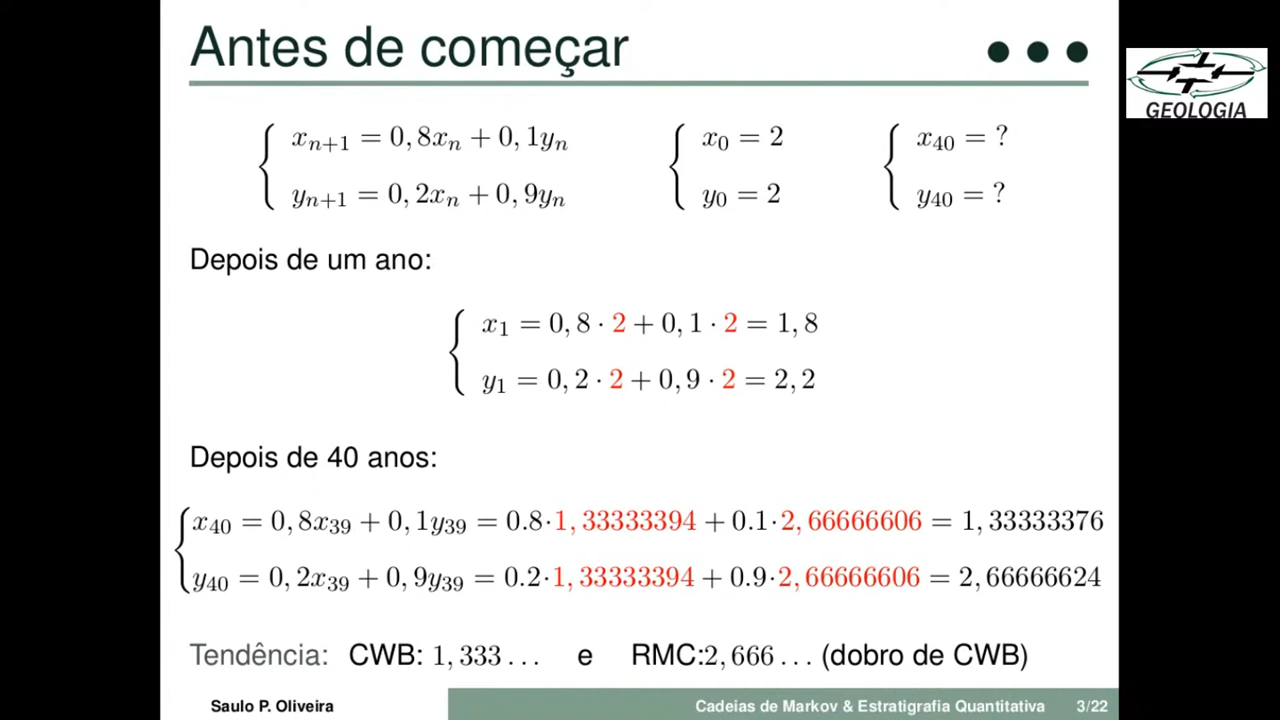 Antes de começar
GEOLOGIA
xₙ₊₁ = 0, 8xₙ + 0, 1yₙ   x₀ = 2   x₄₀ = ?
yₙ₊₁ = 0, 2xₙ + 0, 9yₙ   y₀ = 2   y₄₀ = ?
Depois de um ano:
x₁ = 0, 8 · 2 + 0, 1 · 2 = 1, 8
y₁ = 0, 2 · 2 + 0, 9 · 2 = 2, 2
Depois de 40 anos:
x₄₀ = 0, 8x₃₉ + 0, 1y₃₉ = 0.8·1, 33333394 + 0.1·2, 66666606 = 1, 33333376
y₄₀ = 0, 2x₃₉ + 0, 9y₃₉ = 0.2·1, 33333394 + 0.9·2, 66666606 = 2, 66666624
Tendência: CWB: 1, 333 . . . e RMC:2, 666 . . . (dobro de CWB)
Saulo P. Oliveira   Cadeias de Markov & Estratigrafia Quantitativa   3/22